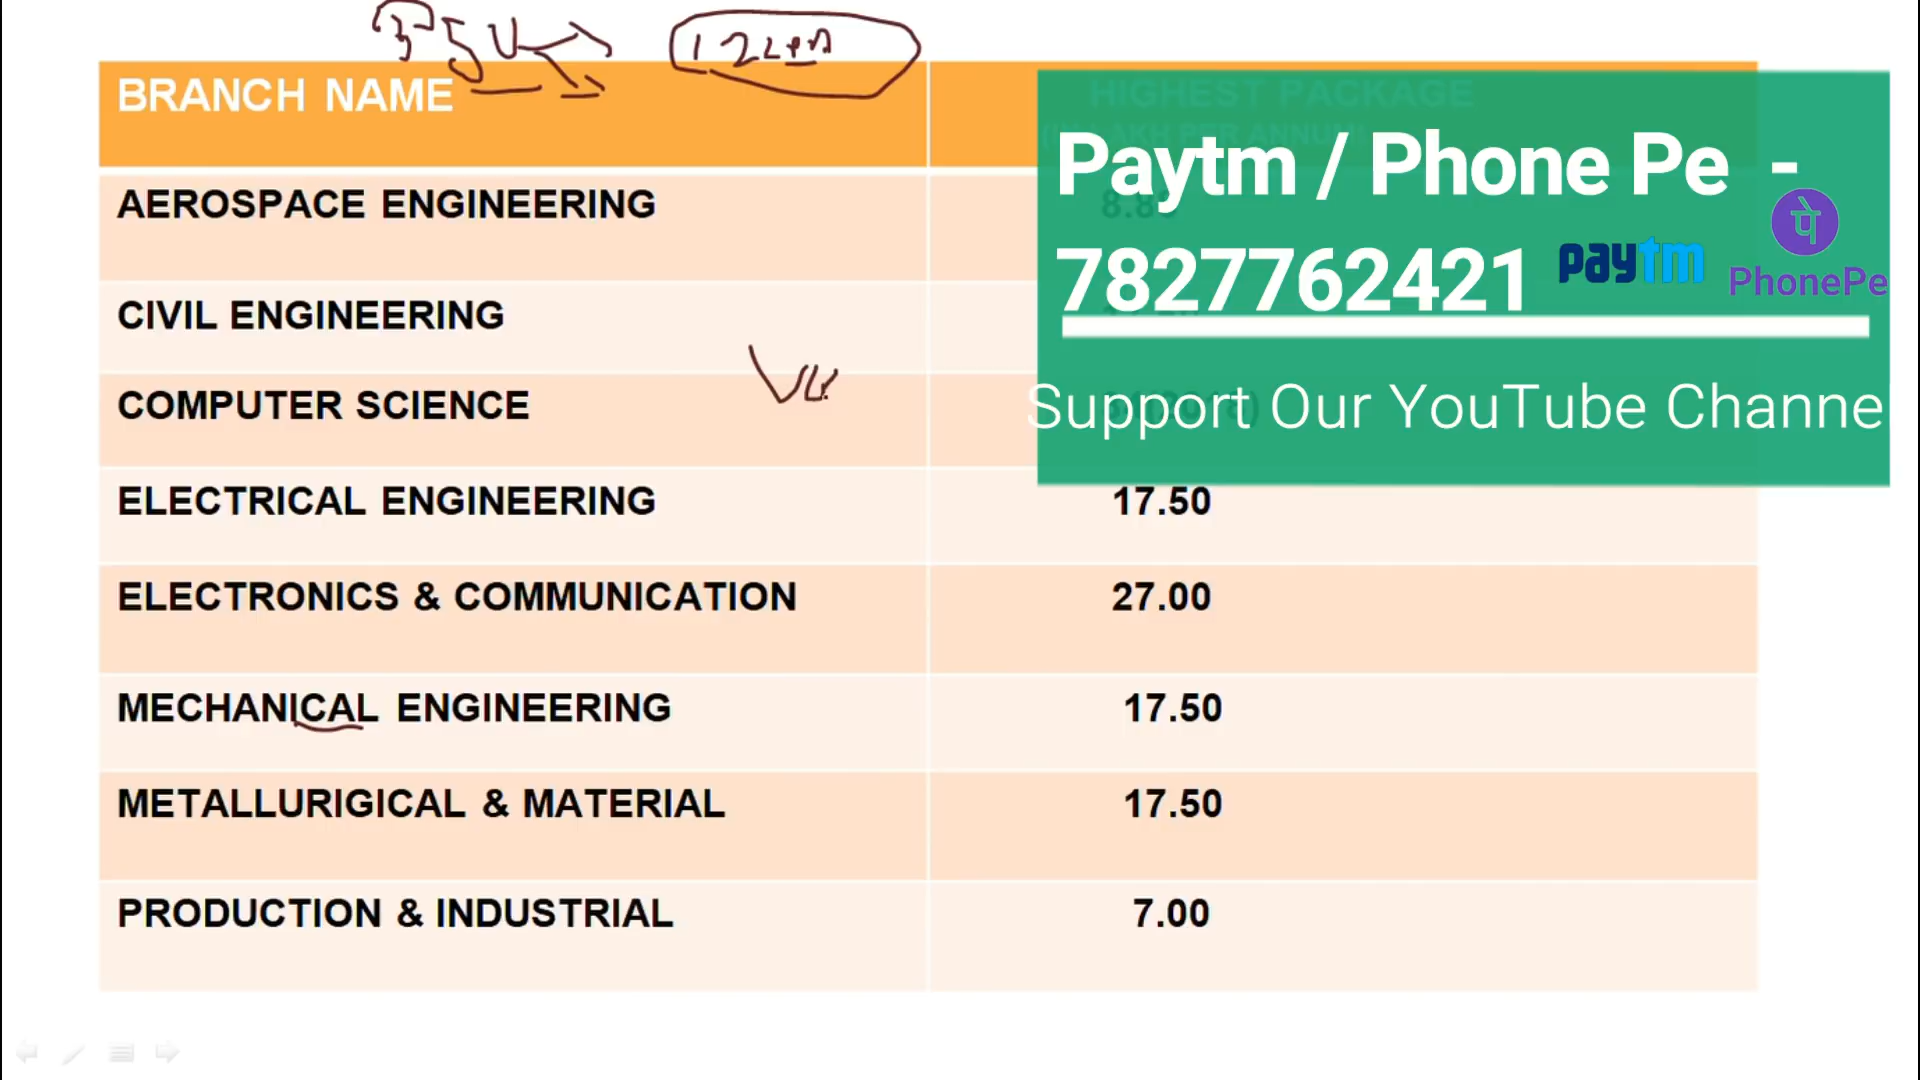 BRANCH NAME
HIGHEST PACKAGE
AEROSPACE ENGINEERING
CIVIL ENGINEERING
COMPUTER SCIENCE
ELECTRICAL ENGINEERING 17.50
ELECTRONICS & COMMUNICATION 27.00
MECHANICAL ENGINEERING 17.50
METALLURIGICAL & MATERIAL 17.50
PRODUCTION & INDUSTRIAL 7.00
Paytm / Phone Pe -
7827762421
paytm
पे
PhonePe
Support Our YouTube Channe